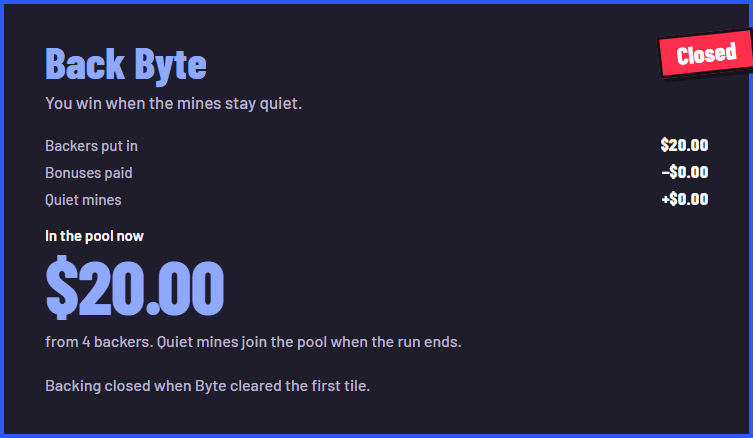 Back Byte
Closed
You win when the mines stay quiet.
Backers put in $20.00
Bonuses paid –$0.00
Quiet mines +$0.00
In the pool now
$20.00
from 4 backers. Quiet mines join the pool when the run ends.
Backing closed when Byte cleared the first tile.